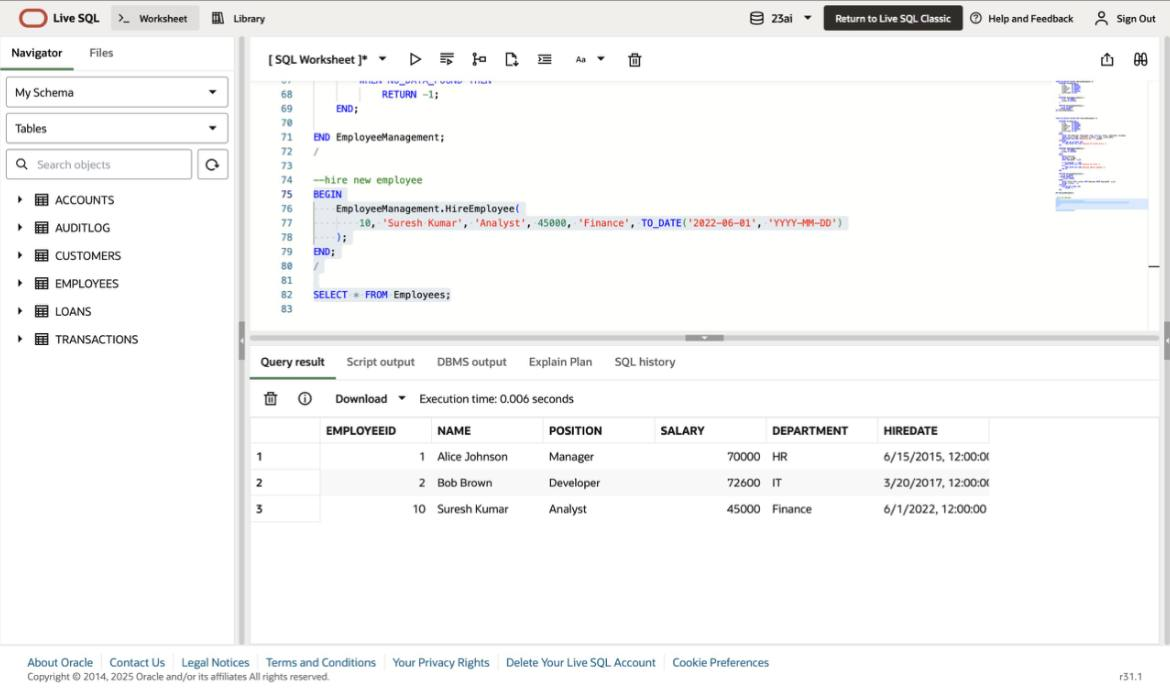 Live SQL >_ Worksheet Library 23ai Return to Live SQL Classic Help and Feedback Sign Out
Navigator Files
[ SQL Worksheet ]* Aa
My Schema
Tables
Search objects
ACCOUNTS
AUDITLOG
CUSTOMERS
EMPLOYEES
LOANS
TRANSACTIONS
67 WHEN NO_DATA_FOUND THEN
68 RETURN -1;
69 END;
70
71 END EmployeeManagement;
72 /
73
74 --hire new employee
75 BEGIN
76 EmployeeManagement.HireEmployee(
77 10, 'Suresh Kumar', 'Analyst', 45000, 'Finance', TO_DATE('2022-06-01', 'YYYY-MM-DD')
78 );
79 END;
80 /
81
82 SELECT * FROM Employees;
83
Query result Script output DBMS output Explain Plan SQL history
Download Execution time: 0.006 seconds
EMPLOYEEID NAME POSITION SALARY DEPARTMENT HIREDATE
1 1 Alice Johnson Manager 70000 HR 6/15/2015, 12:00:00
2 2 Bob Brown Developer 72600 IT 3/20/2017, 12:00:00
3 10 Suresh Kumar Analyst 45000 Finance 6/1/2022, 12:00:00
About Oracle Contact Us Legal Notices Terms and Conditions Your Privacy Rights Delete Your Live SQL Account Cookie Preferences
Copyright © 2014, 2025 Oracle and/or its affiliates All rights reserved. r31.1